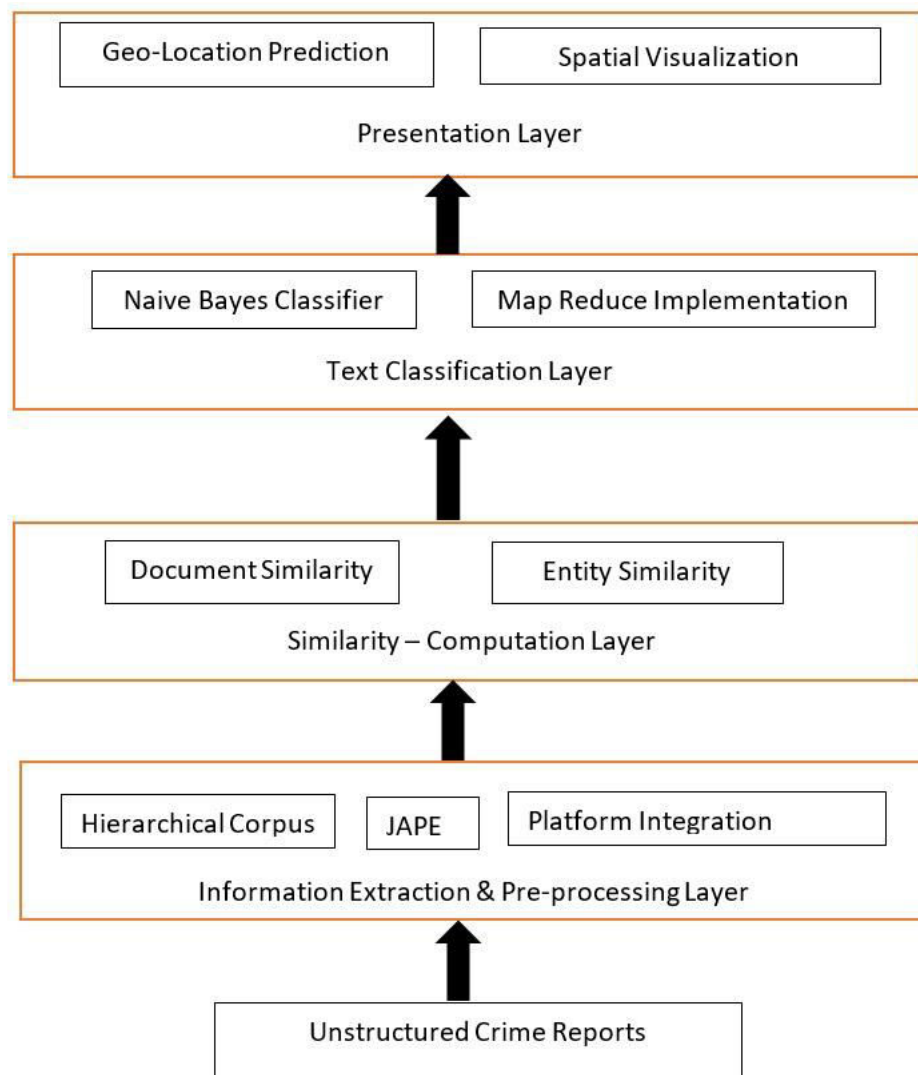 Geo-Location Prediction
Spatial Visualization
Presentation Layer
Naive Bayes Classifier
Map Reduce Implementation
Text Classification Layer
Document Similarity
Entity Similarity
Similarity – Computation Layer
Hierarchical Corpus
JAPE
Platform Integration
Information Extraction & Pre-processing Layer
Unstructured Crime Reports